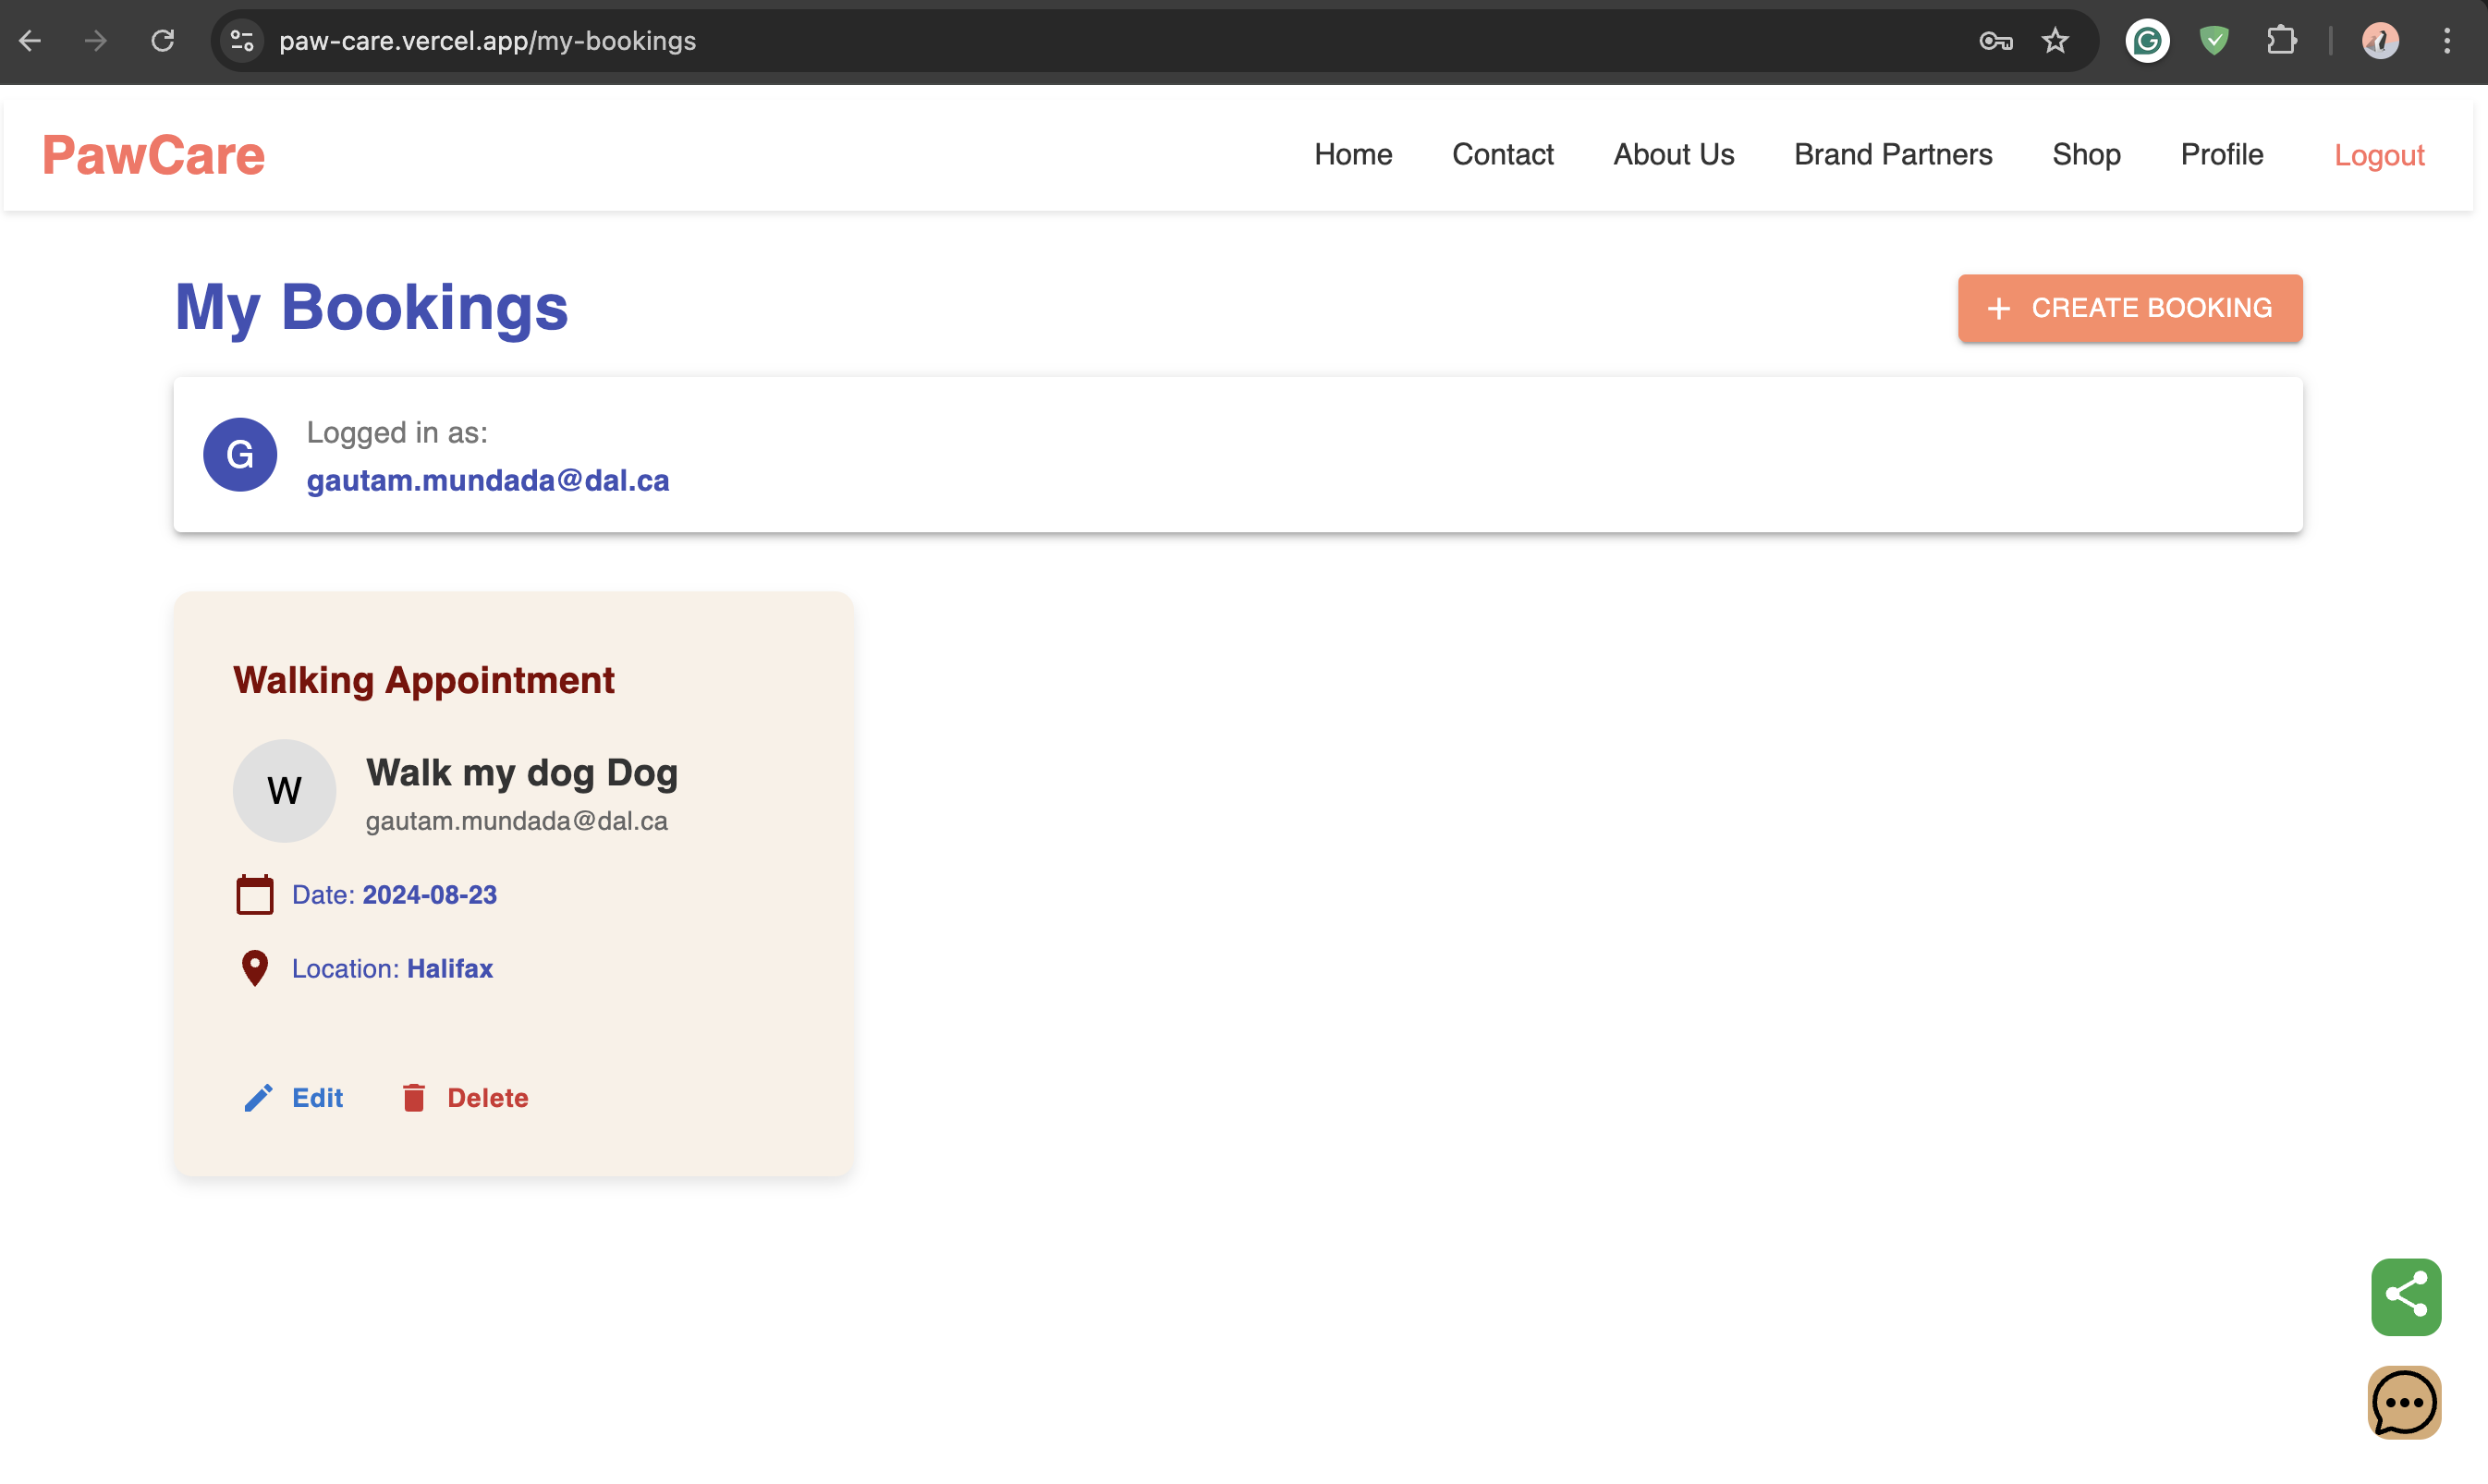 paw-care.vercel.app/my-bookings
PawCare
Home Contact About Us Brand Partners Shop Profile Logout
My Bookings
+ CREATE BOOKING
G
Logged in as:
gautam.mundada@dal.ca
Walking Appointment
W
Walk my dog Dog
gautam.mundada@dal.ca
Date: 2024-08-23
Location: Halifax
Edit Delete